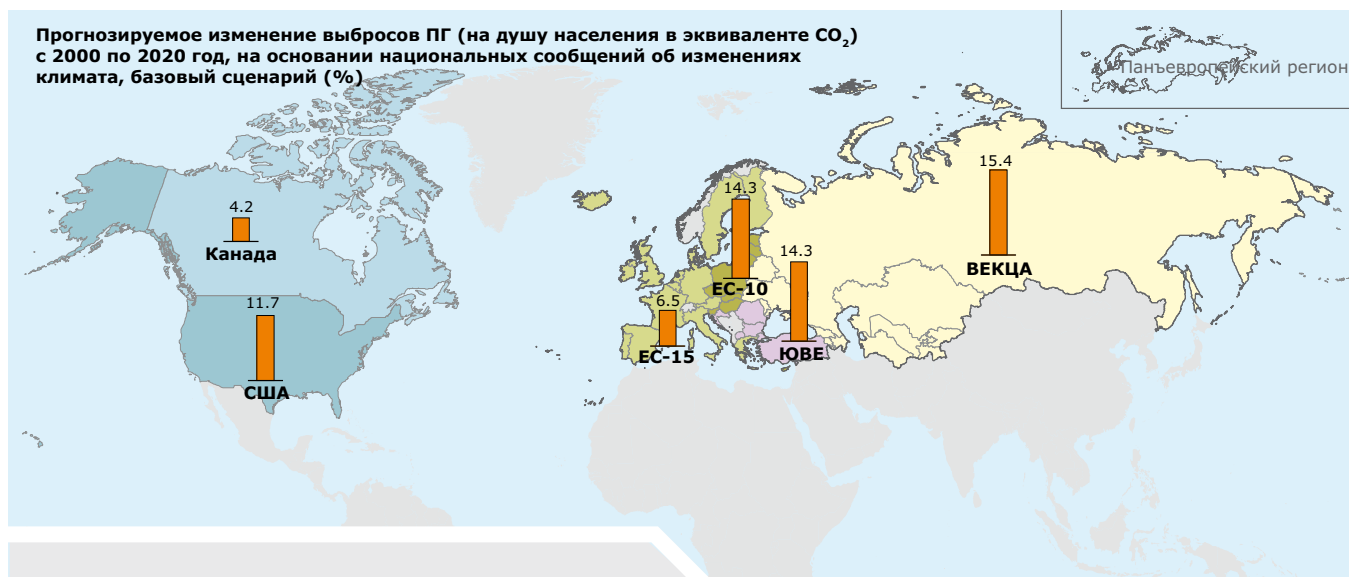 Прогнозируемое изменение выбросов ПГ (на душу населения в эквиваленте CO₂)
с 2000 по 2020 год, на основании национальных сообщений об изменениях
климата, базовый сценарий (%)
Панъевропейский регион
15.4
14.3
4.2
Канада
14.3
ВЕКЦА
ЕС-10
11.7
6.5
ЕС-15
ЮВЕ
США